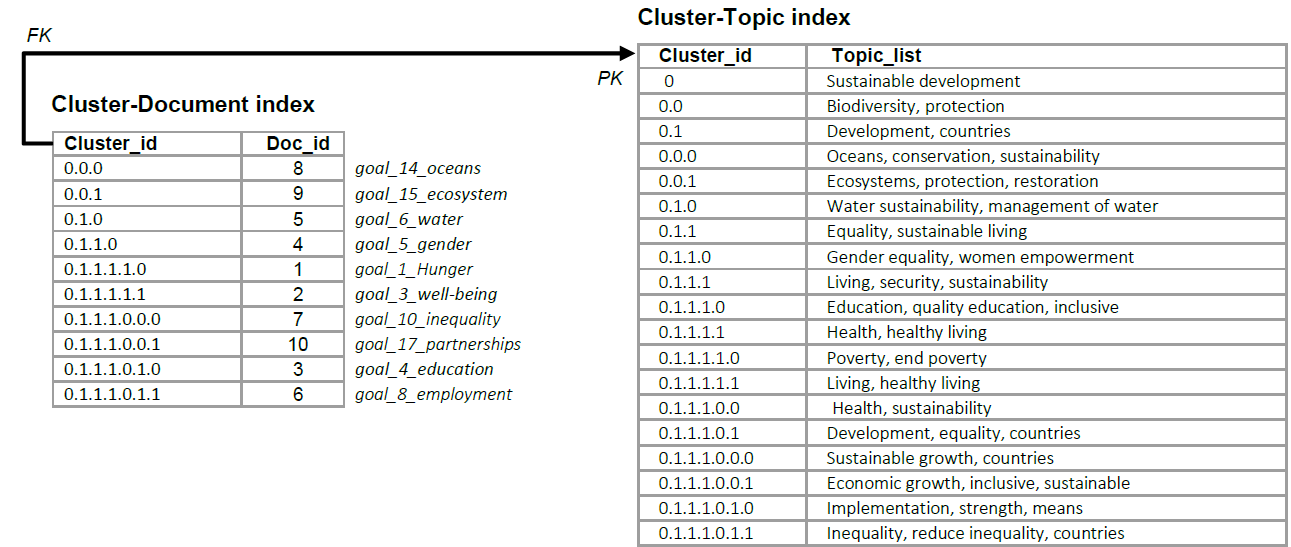 FK
PK
Cluster-Document index
Cluster_id Doc_id
0.0.0 8 goal_14_oceans
0.0.1 9 goal_15_ecosystem
0.1.0 5 goal_6_water
0.1.1.0 4 goal_5_gender
0.1.1.1.1.0 1 goal_1_Hunger
0.1.1.1.1.1 2 goal_3_well-being
0.1.1.1.0.0.0 7 goal_10_inequality
0.1.1.1.0.0.1 10 goal_17_partnerships
0.1.1.1.0.1.0 3 goal_4_education
0.1.1.1.0.1.1 6 goal_8_employment
Cluster-Topic index
Cluster_id Topic_list
0 Sustainable development
0.0 Biodiversity, protection
0.1 Development, countries
0.0.0 Oceans, conservation, sustainability
0.0.1 Ecosystems, protection, restoration
0.1.0 Water sustainability, management of water
0.1.1 Equality, sustainable living
0.1.1.0 Gender equality, women empowerment
0.1.1.1 Living, security, sustainability
0.1.1.1.0 Education, quality education, inclusive
0.1.1.1.1 Health, healthy living
0.1.1.1.1.0 Poverty, end poverty
0.1.1.1.1.1 Living, healthy living
0.1.1.1.0.0 Health, sustainability
0.1.1.1.0.1 Development, equality, countries
0.1.1.1.0.0.0 Sustainable growth, countries
0.1.1.1.0.0.1 Economic growth, inclusive, sustainable
0.1.1.1.0.1.0 Implementation, strength, means
0.1.1.1.0.1.1 Inequality, reduce inequality, countries